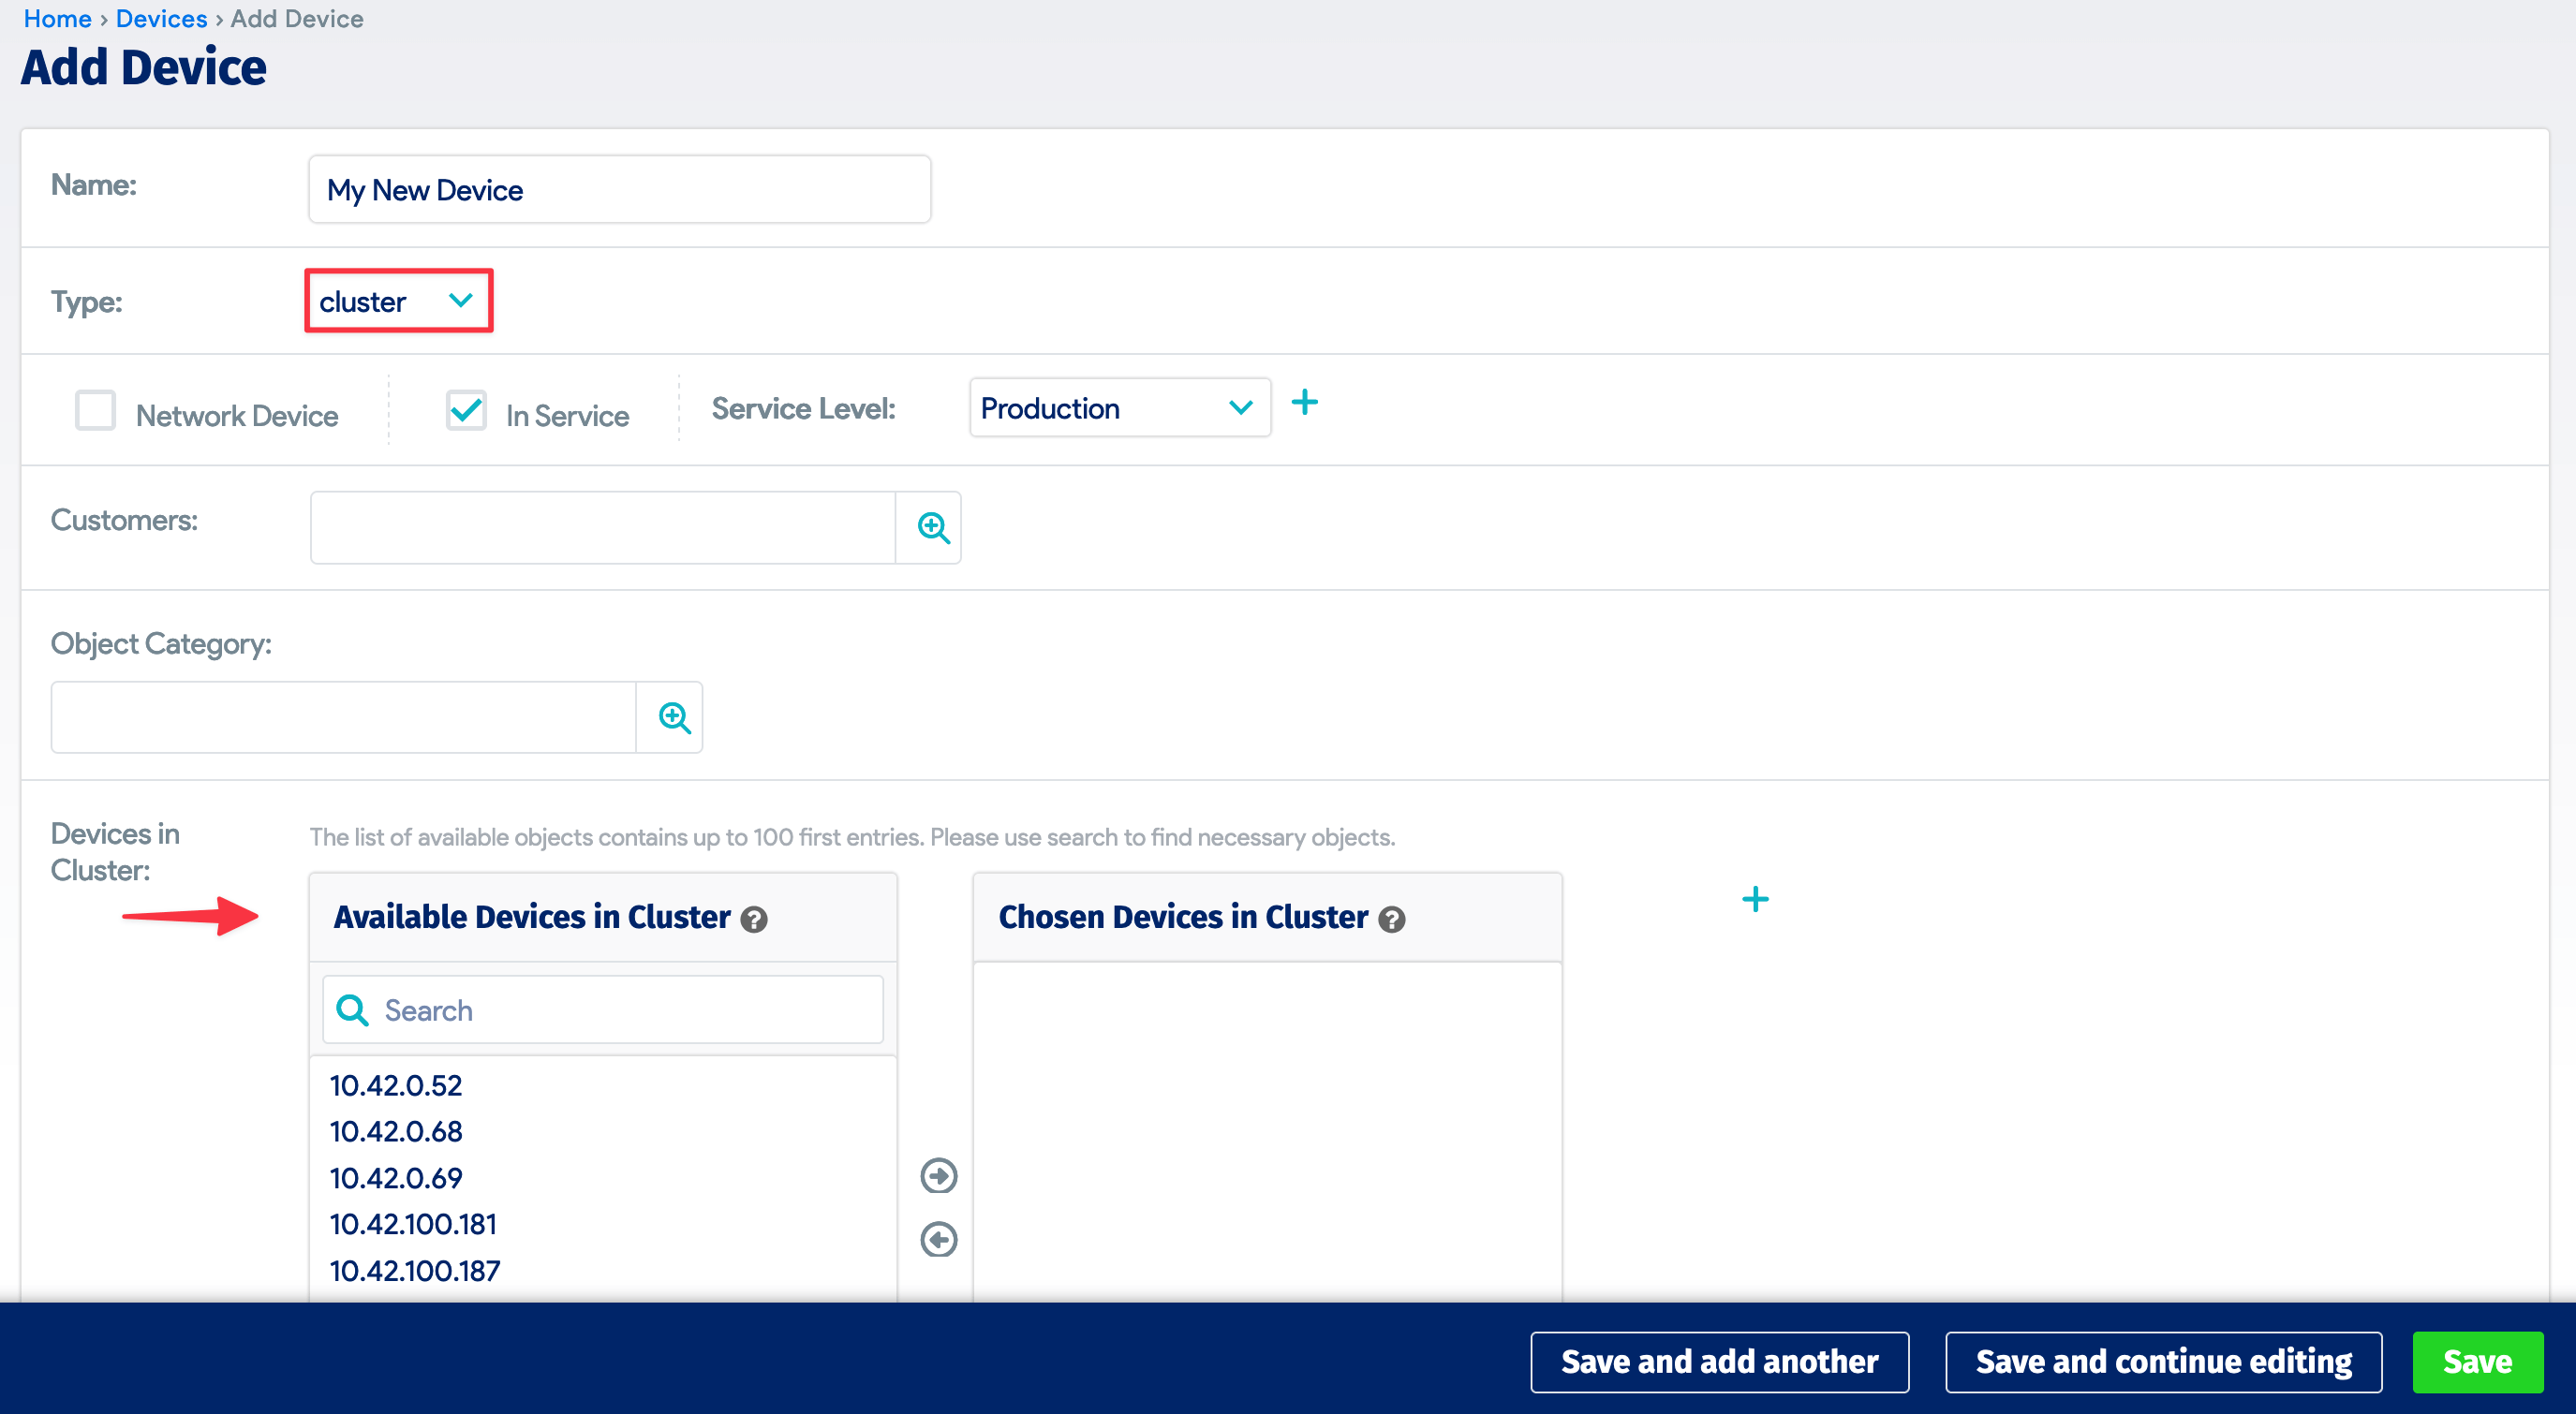 Home › Devices › Add Device
Add Device
Name:
My New Device
Type:
cluster
Network Device
In Service
Service Level:
Production
Customers:
Object Category:
Devices in
Cluster:
The list of available objects contains up to 100 first entries. Please use search to find necessary objects.
Available Devices in Cluster ?
Chosen Devices in Cluster ?
Search
10.42.0.52
10.42.0.68
10.42.0.69
10.42.100.181
10.42.100.187
Save and add another
Save and continue editing
Save